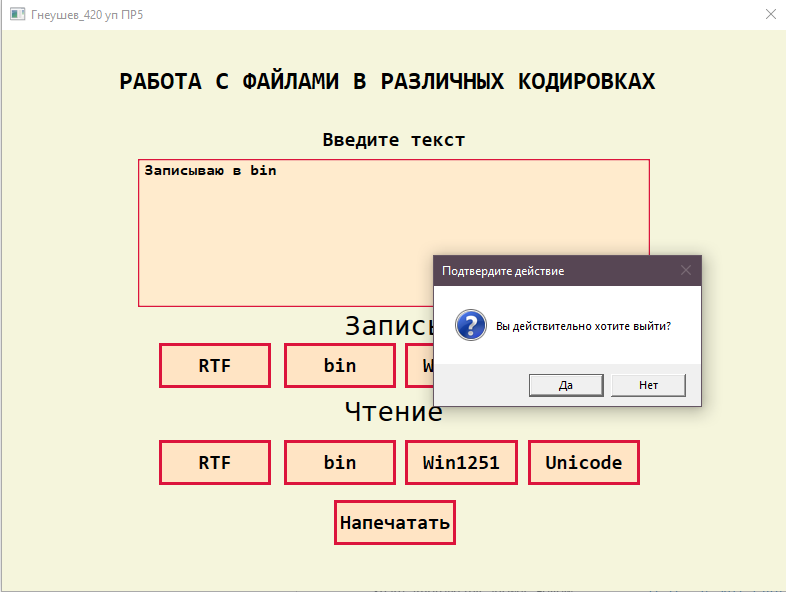 Гнеушев_420 уп ПР5
РАБОТА С ФАЙЛАМИ В РАЗЛИЧНЫХ КОДИРОВКАХ
Введите текст
Записываю в bin
Подтвердите действие
Вы действительно хотите выйти?
Да Нет
RTF bin
Чтение
RTF bin Win1251 Unicode
Напечатать